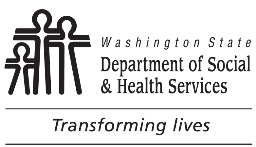 Washington State
Department of Social
& Health Services
Transforming lives